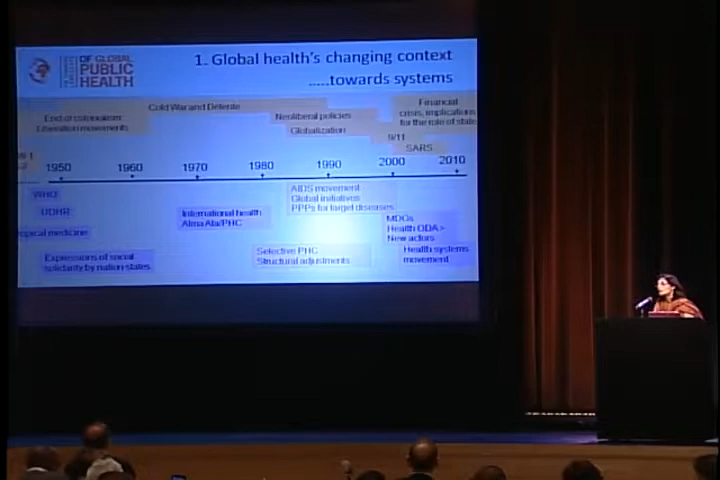 OF GLOBAL
PUBLIC
HEALTH
1. Global health's changing context
.....towards systems
Cold War and Detente
End of colonialism
Liberation movements
Neoliberal policies
Globalization
Financial
crisis, implications
for the role of state
9/11
SARS
1950 1960 1970 1980 1990 2000 2010
WHO
UDHR
opical medicine
Expressions of social
solidarity by nation states
International health
Alma Ata/PHC
Selective PHC
Structural adjustments
AIDS movement
Global initiatives
PPPs for target diseases
MDGs
Health ODA>
New actors
Health systems
movement